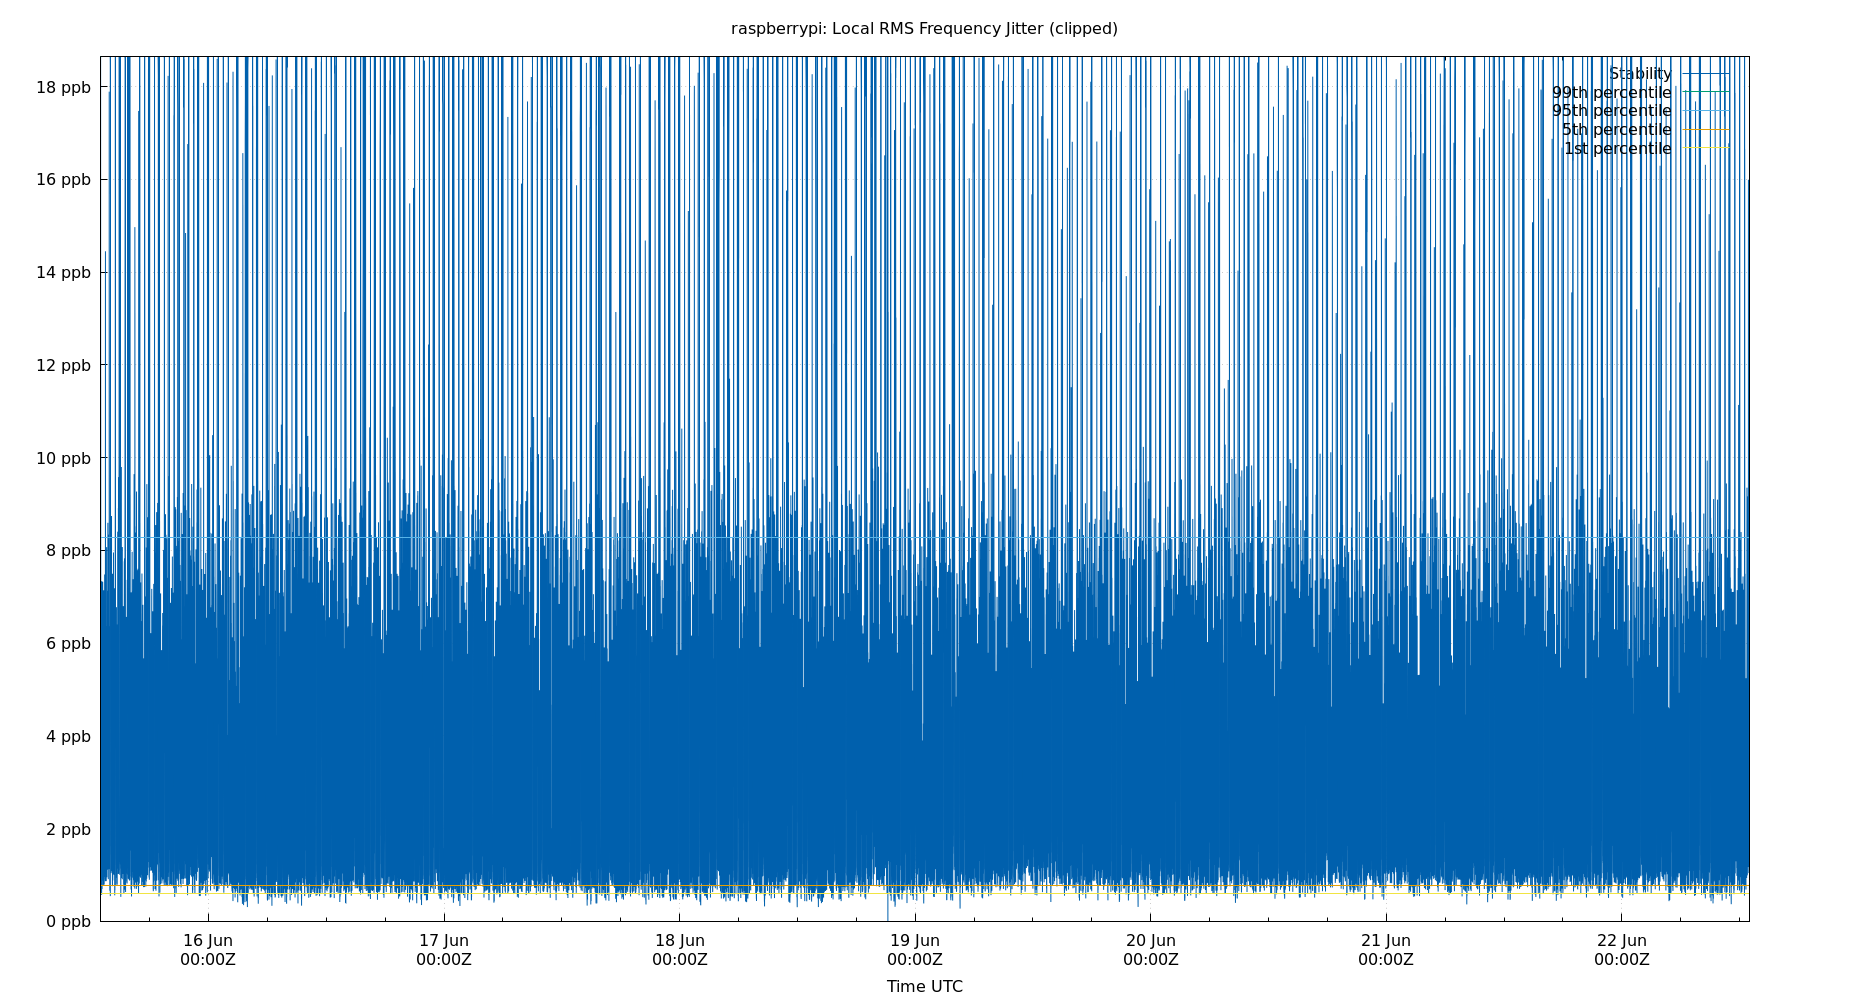 raspberrypi: Local RMS Frequency Jitter (clipped)
18 ppb
16 ppb
14 ppb
12 ppb
10 ppb
8 ppb
6 ppb
4 ppb
2 ppb
0 ppb
Stability
99th percentile
95th percentile
5th percentile
1st percentile
16 Jun
00:00Z
17 Jun
00:00Z
18 Jun
00:00Z
19 Jun
00:00Z
20 Jun
00:00Z
21 Jun
00:00Z
22 Jun
00:00Z
Time UTC